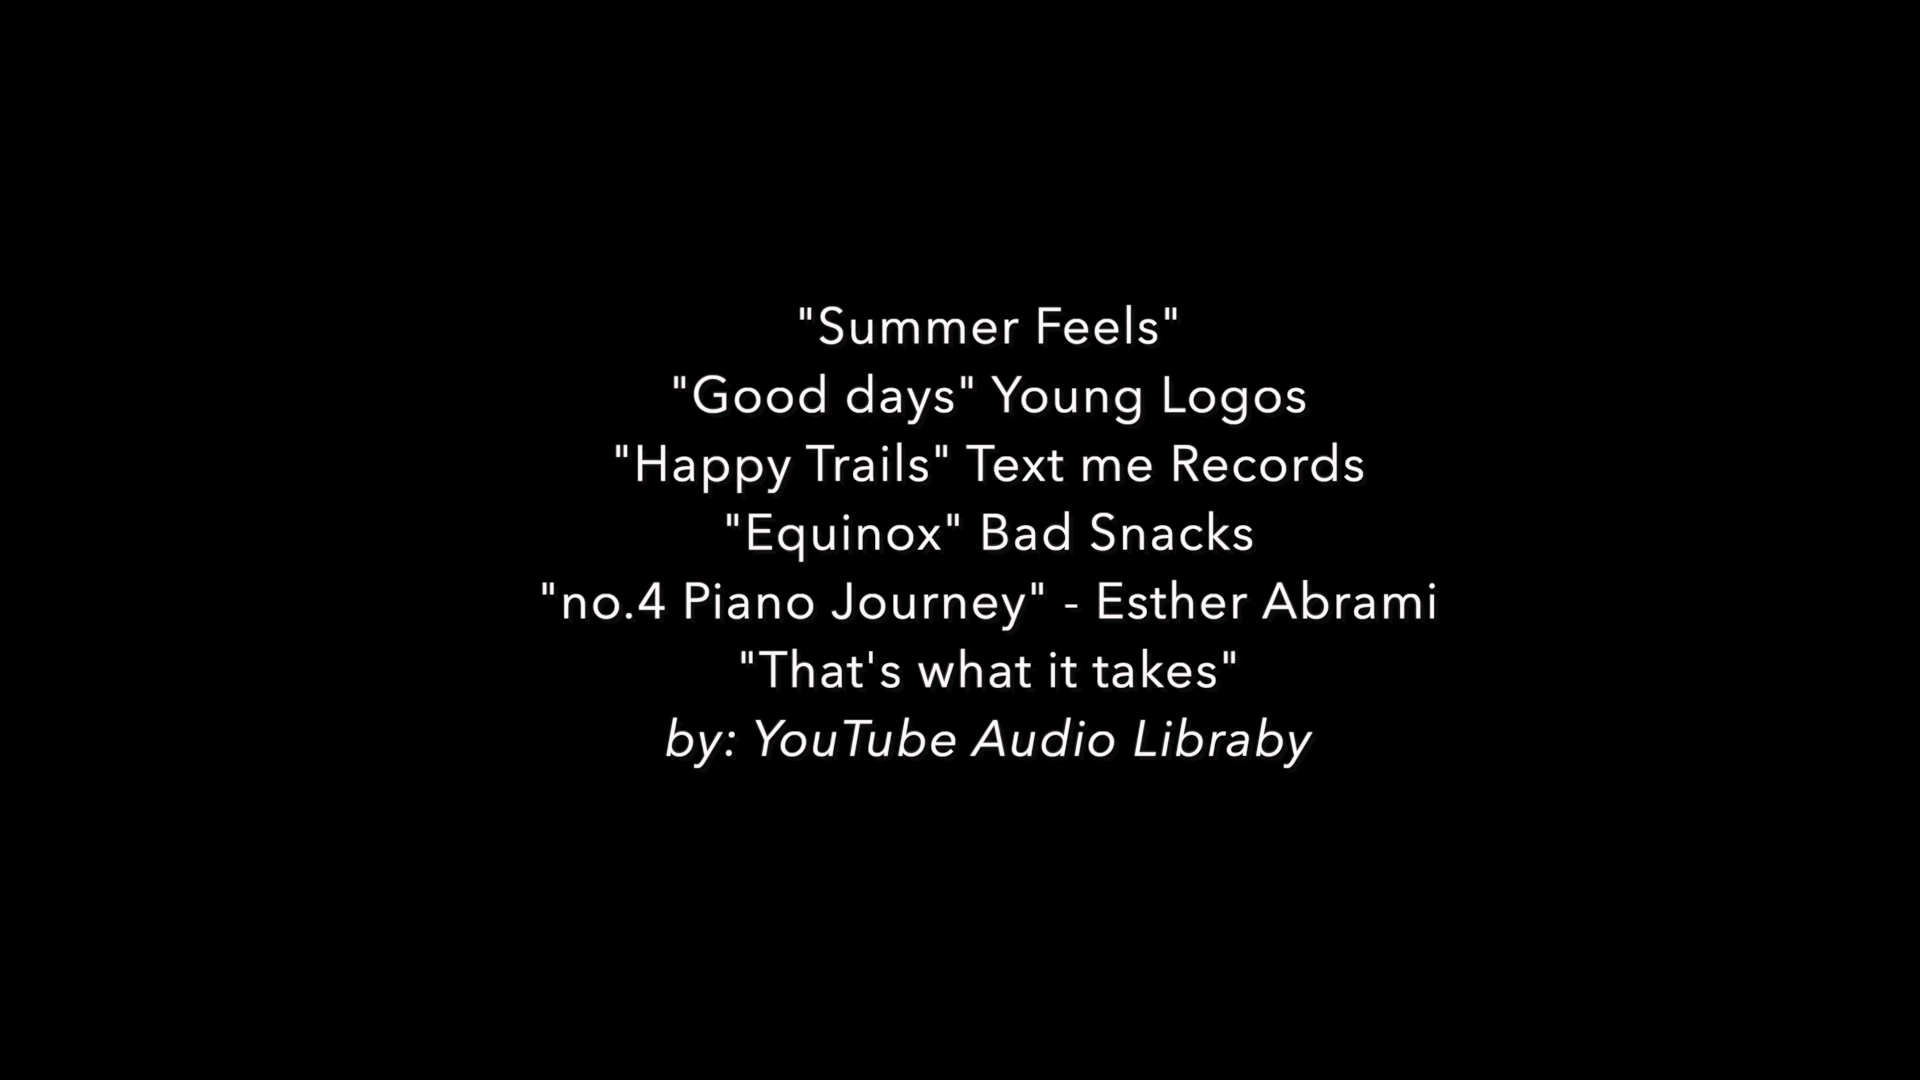 "Summer Feels"
"Good days" Young Logos
"Happy Trails" Text me Records
"Equinox" Bad Snacks
"no.4 Piano Journey" - Esther Abrami
"That's what it takes"
by: YouTube Audio Libraby